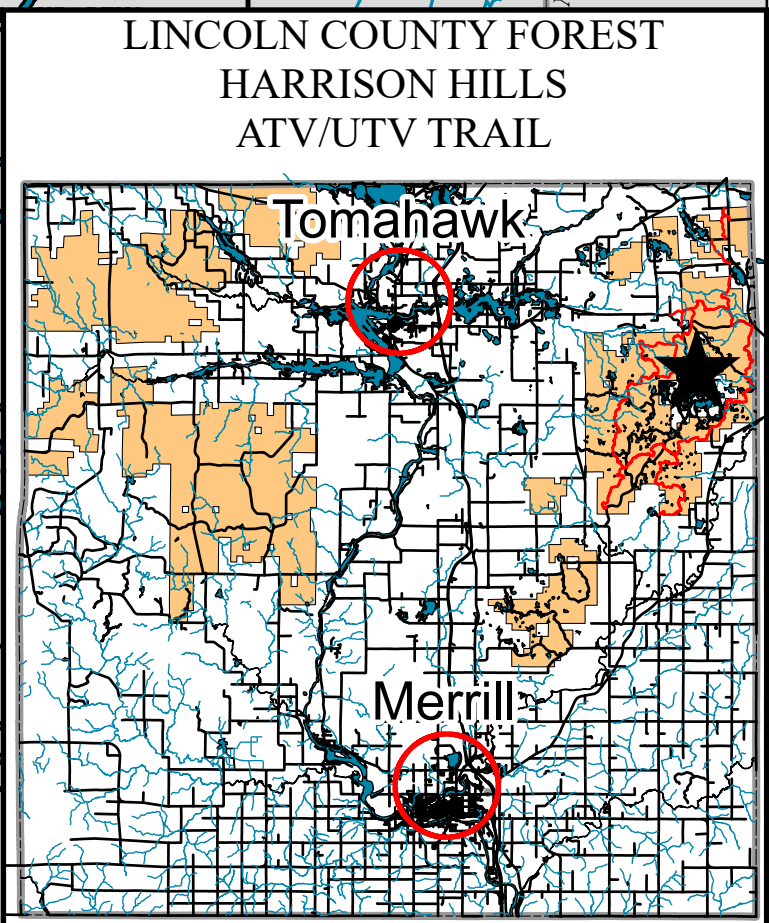 LINCOLN COUNTY FOREST
HARRISON HILLS
ATV/UTV TRAIL
Tomahawk
Merrill